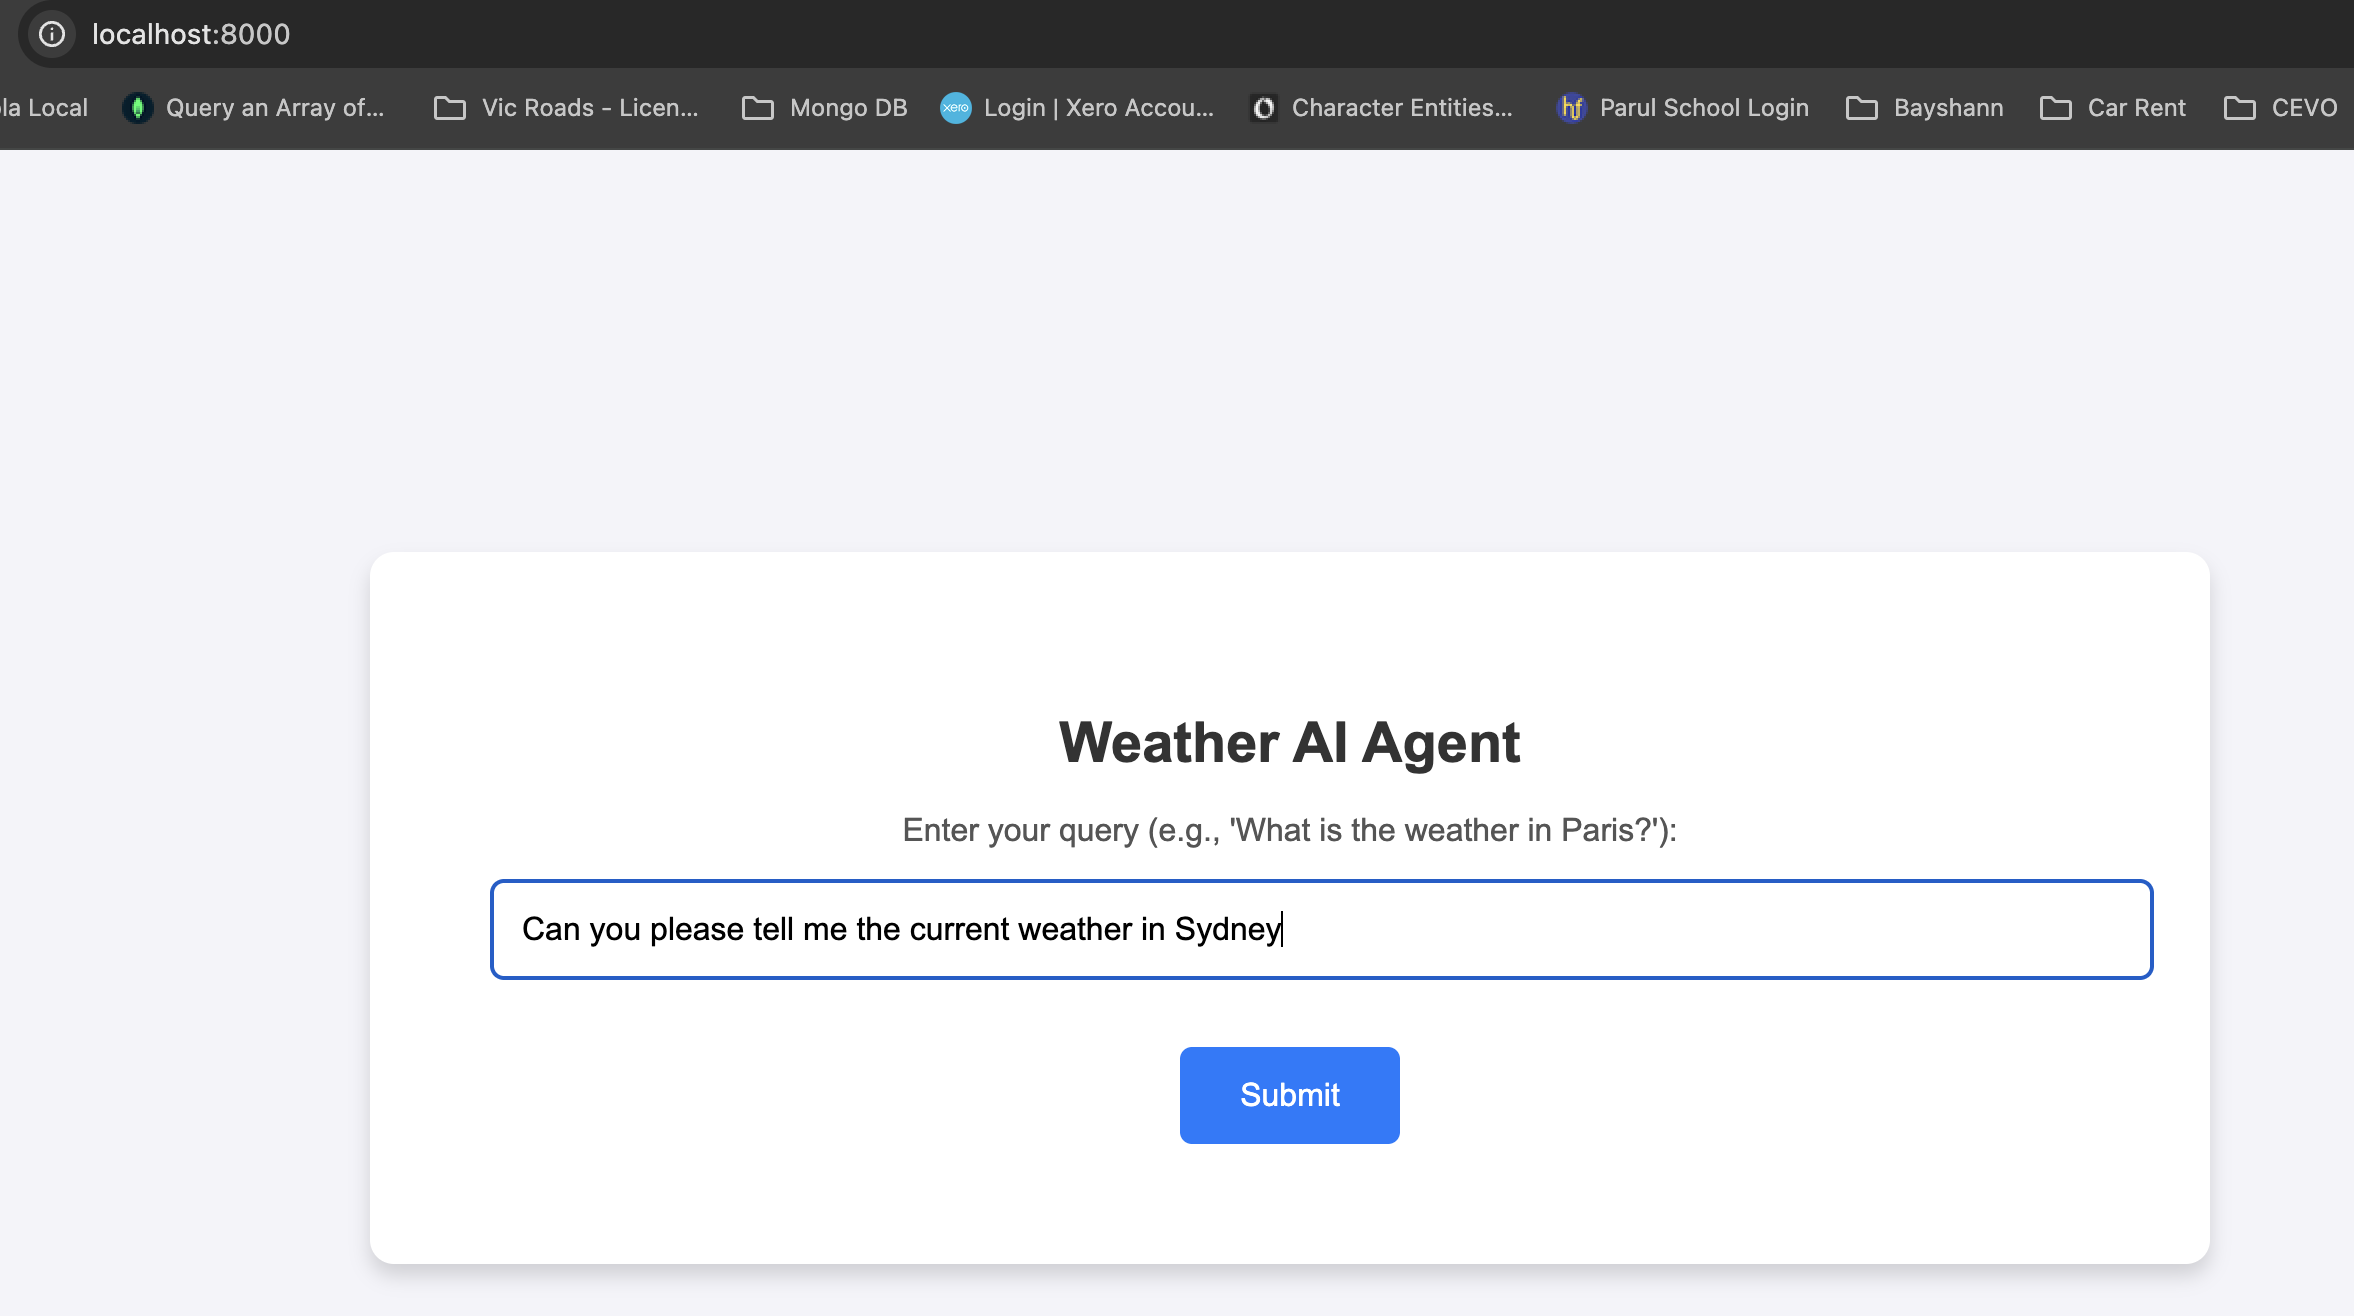 localhost:8000
la Local Query an Array of... Vic Roads - Licen... Mongo DB xero Login | Xero Accou... Character Entities... hf Parul School Login Bayshann Car Rent CEVO
Weather AI Agent
Enter your query (e.g., 'What is the weather in Paris?'):
Can you please tell me the current weather in Sydney
Submit